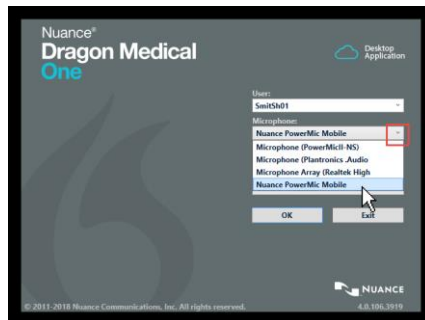 Nuance®
Dragon Medical
One
Desktop
Application
User:
SmitSh01
Microphone:
Nuance PowerMic Mobile
Microphone (PowerMicII-NS)
Microphone (Plantronics .Audio
Microphone Array (Realtek High
Nuance PowerMic Mobile
OK
Exit
NUANCE
© 2011-2018 Nuance Communications, Inc. All rights reserved.
4.0.106.3919